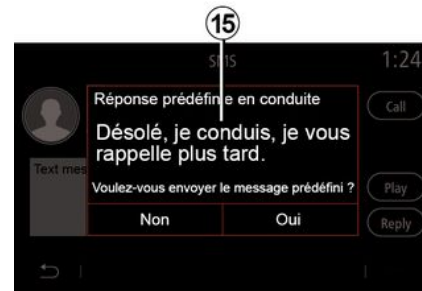 15
SMS
1:24
Réponse prédéfinie en conduite
Call
Désolé, je conduis, je vous
rappelle plus tard.
Text mes
Voulez-vous envoyer le message prédéfini ?
Play
Non
Oui
Reply